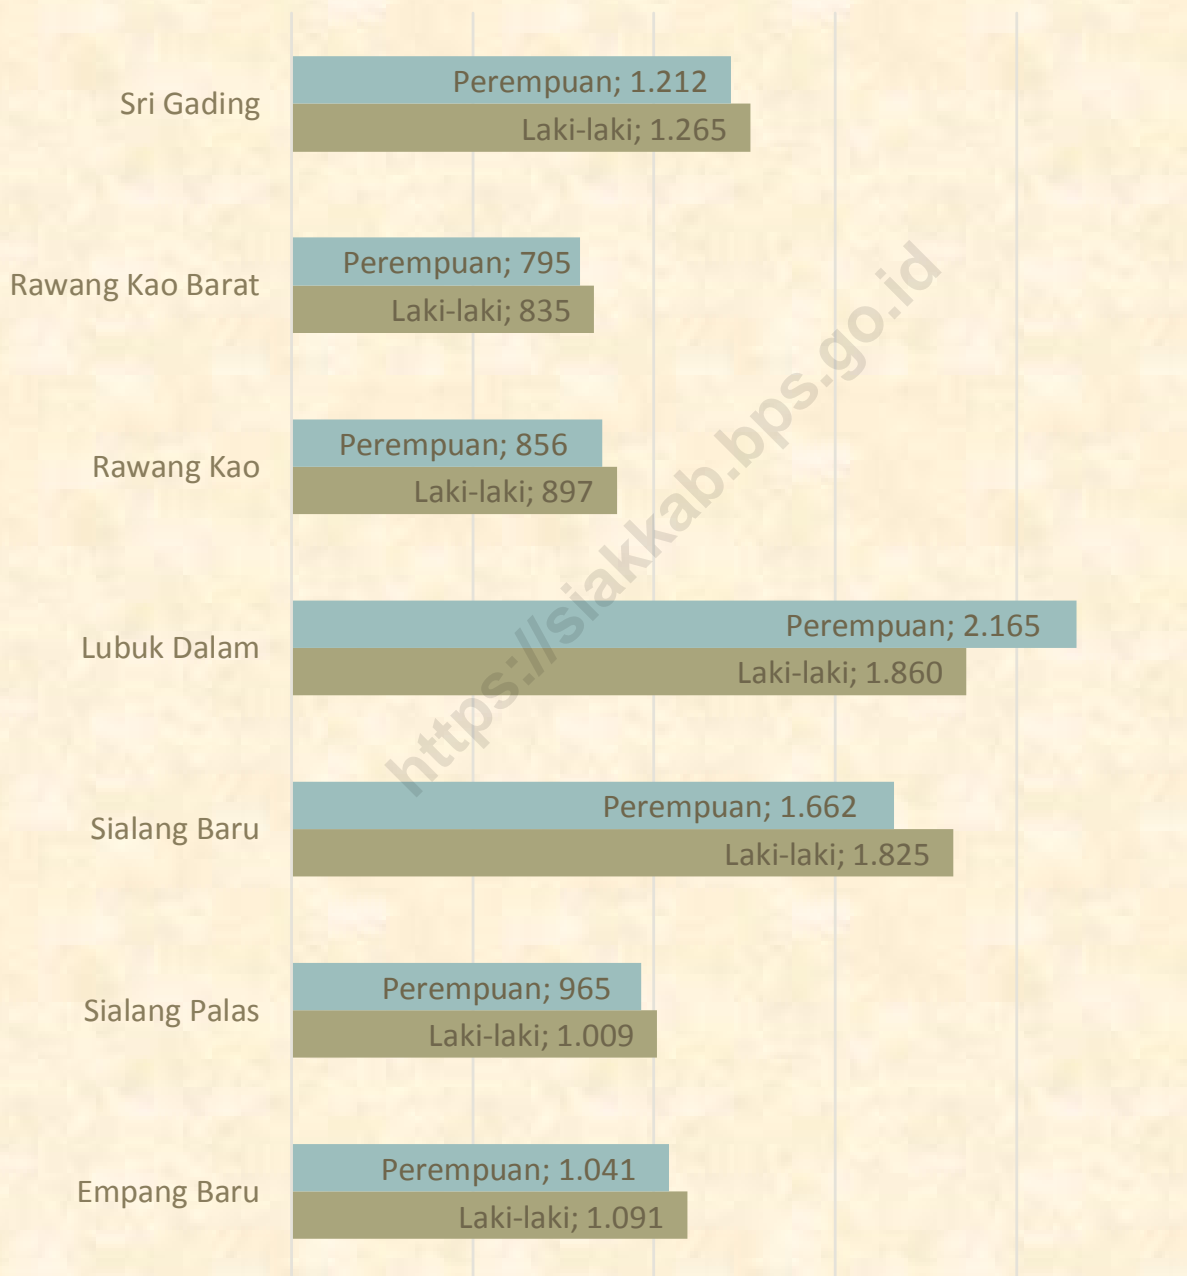 Sri Gading
Perempuan; 1.212
Laki-laki; 1.265
Rawang Kao Barat
Perempuan; 795
Laki-laki; 835
Rawang Kao
Perempuan; 856
Laki-laki; 897
Lubuk Dalam
Perempuan; 2.165
Laki-laki; 1.860
Sialang Baru
Perempuan; 1.662
Laki-laki; 1.825
Sialang Palas
Perempuan; 965
Laki-laki; 1.009
Empang Baru
Perempuan; 1.041
Laki-laki; 1.091
https://siakkab.bps.go.id